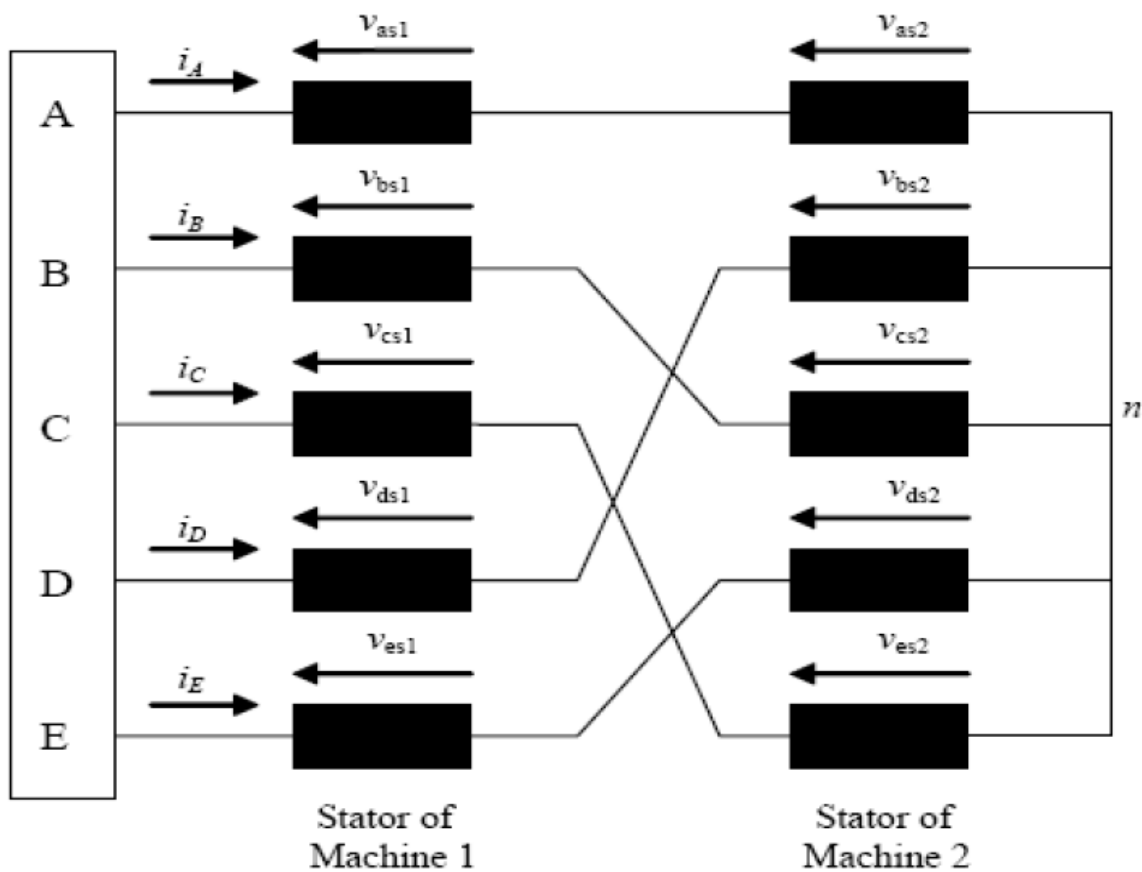 v_as1 v_as2
i_A
A
v_bs1 v_bs2
i_B
B
v_cs1 v_cs2
i_C
C n
v_ds1 v_ds2
i_D
D
v_es1 v_es2
i_E
E
Stator of Stator of
Machine 1 Machine 2